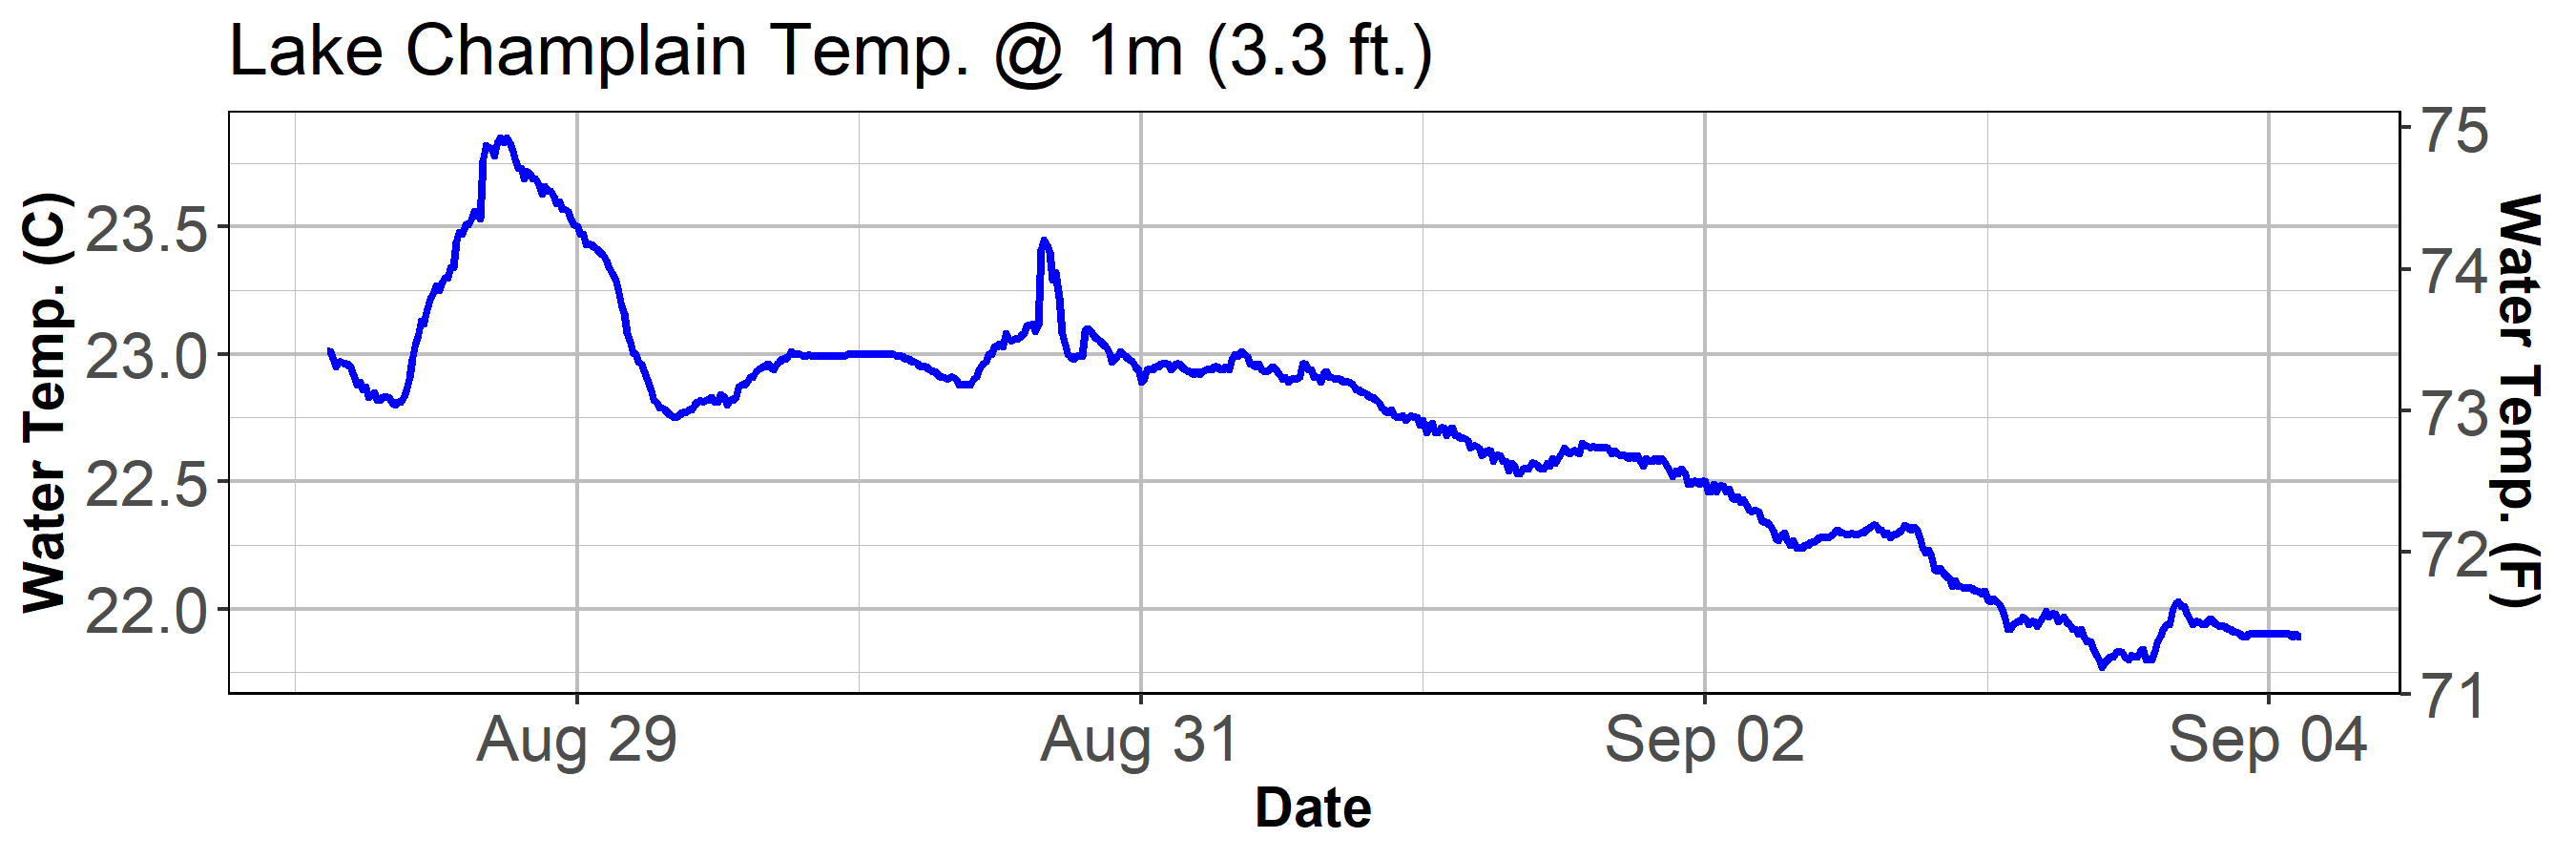 Lake Champlain Temp. @ 1m (3.3 ft.)
Water Temp. (C)
23.5
23.0
22.5
22.0
75
74
73
72
71
Water Temp. (F)
Aug 29 Aug 31 Sep 02 Sep 04
Date